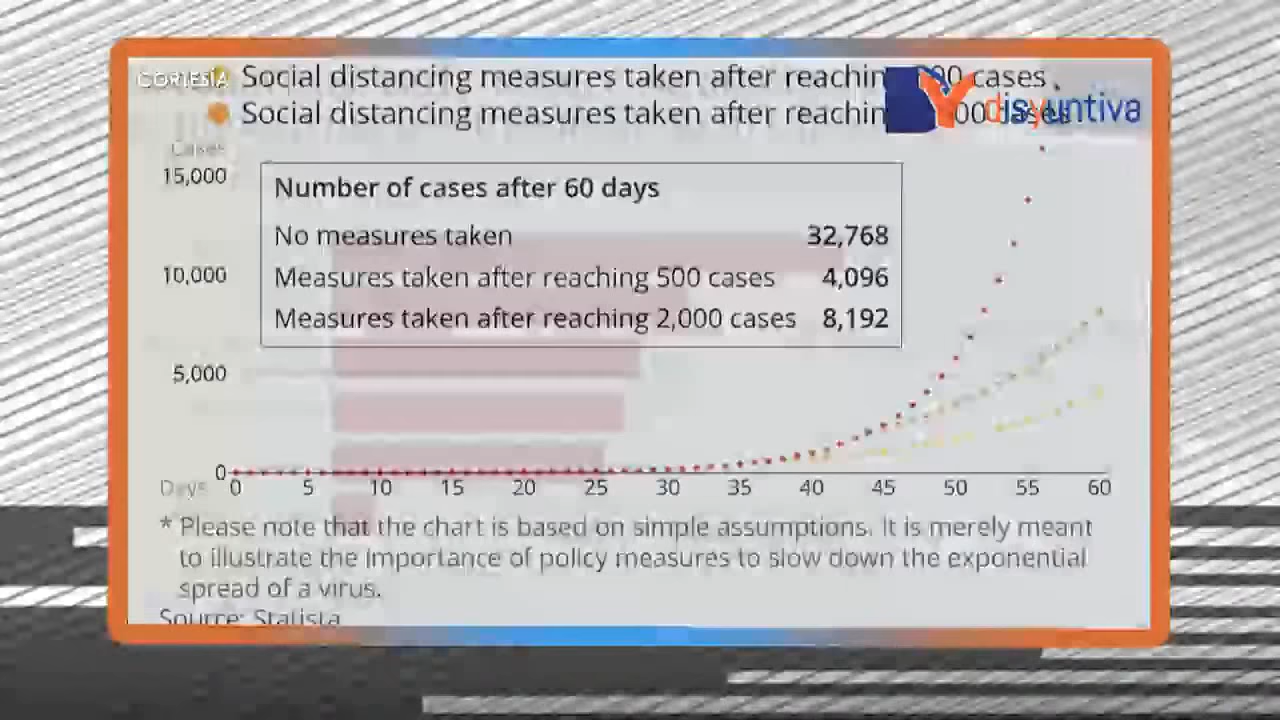 CORTESÍA
Social distancing measures taken after reachin 00 cases
Social distancing measures taken after reachin 00 cases
disyuntiva
Cases
15,000
Number of cases after 60 days
No measures taken 32,768
Measures taken after reaching 500 cases 4,096
Measures taken after reaching 2,000 cases 8,192
10,000
5,000
0
Days 0 5 10 15 20 25 30 35 40 45 50 55 60
* Please note that the chart is based on simple assumptions. It is merely meant
to illustrate the importance of policy measures to slow down the exponential
spread of a virus.
Source: Statista